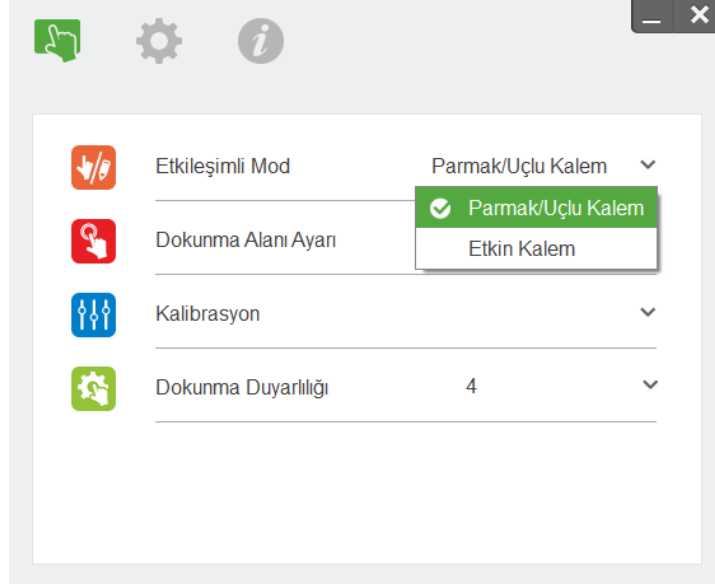 Etkileşimli Mod Parmak/Uçlu Kalem
Parmak/Uçlu Kalem
Dokunma Alanı Ayarı
Etkin Kalem
Kalibrasyon
Dokunma Duyarlılığı 4